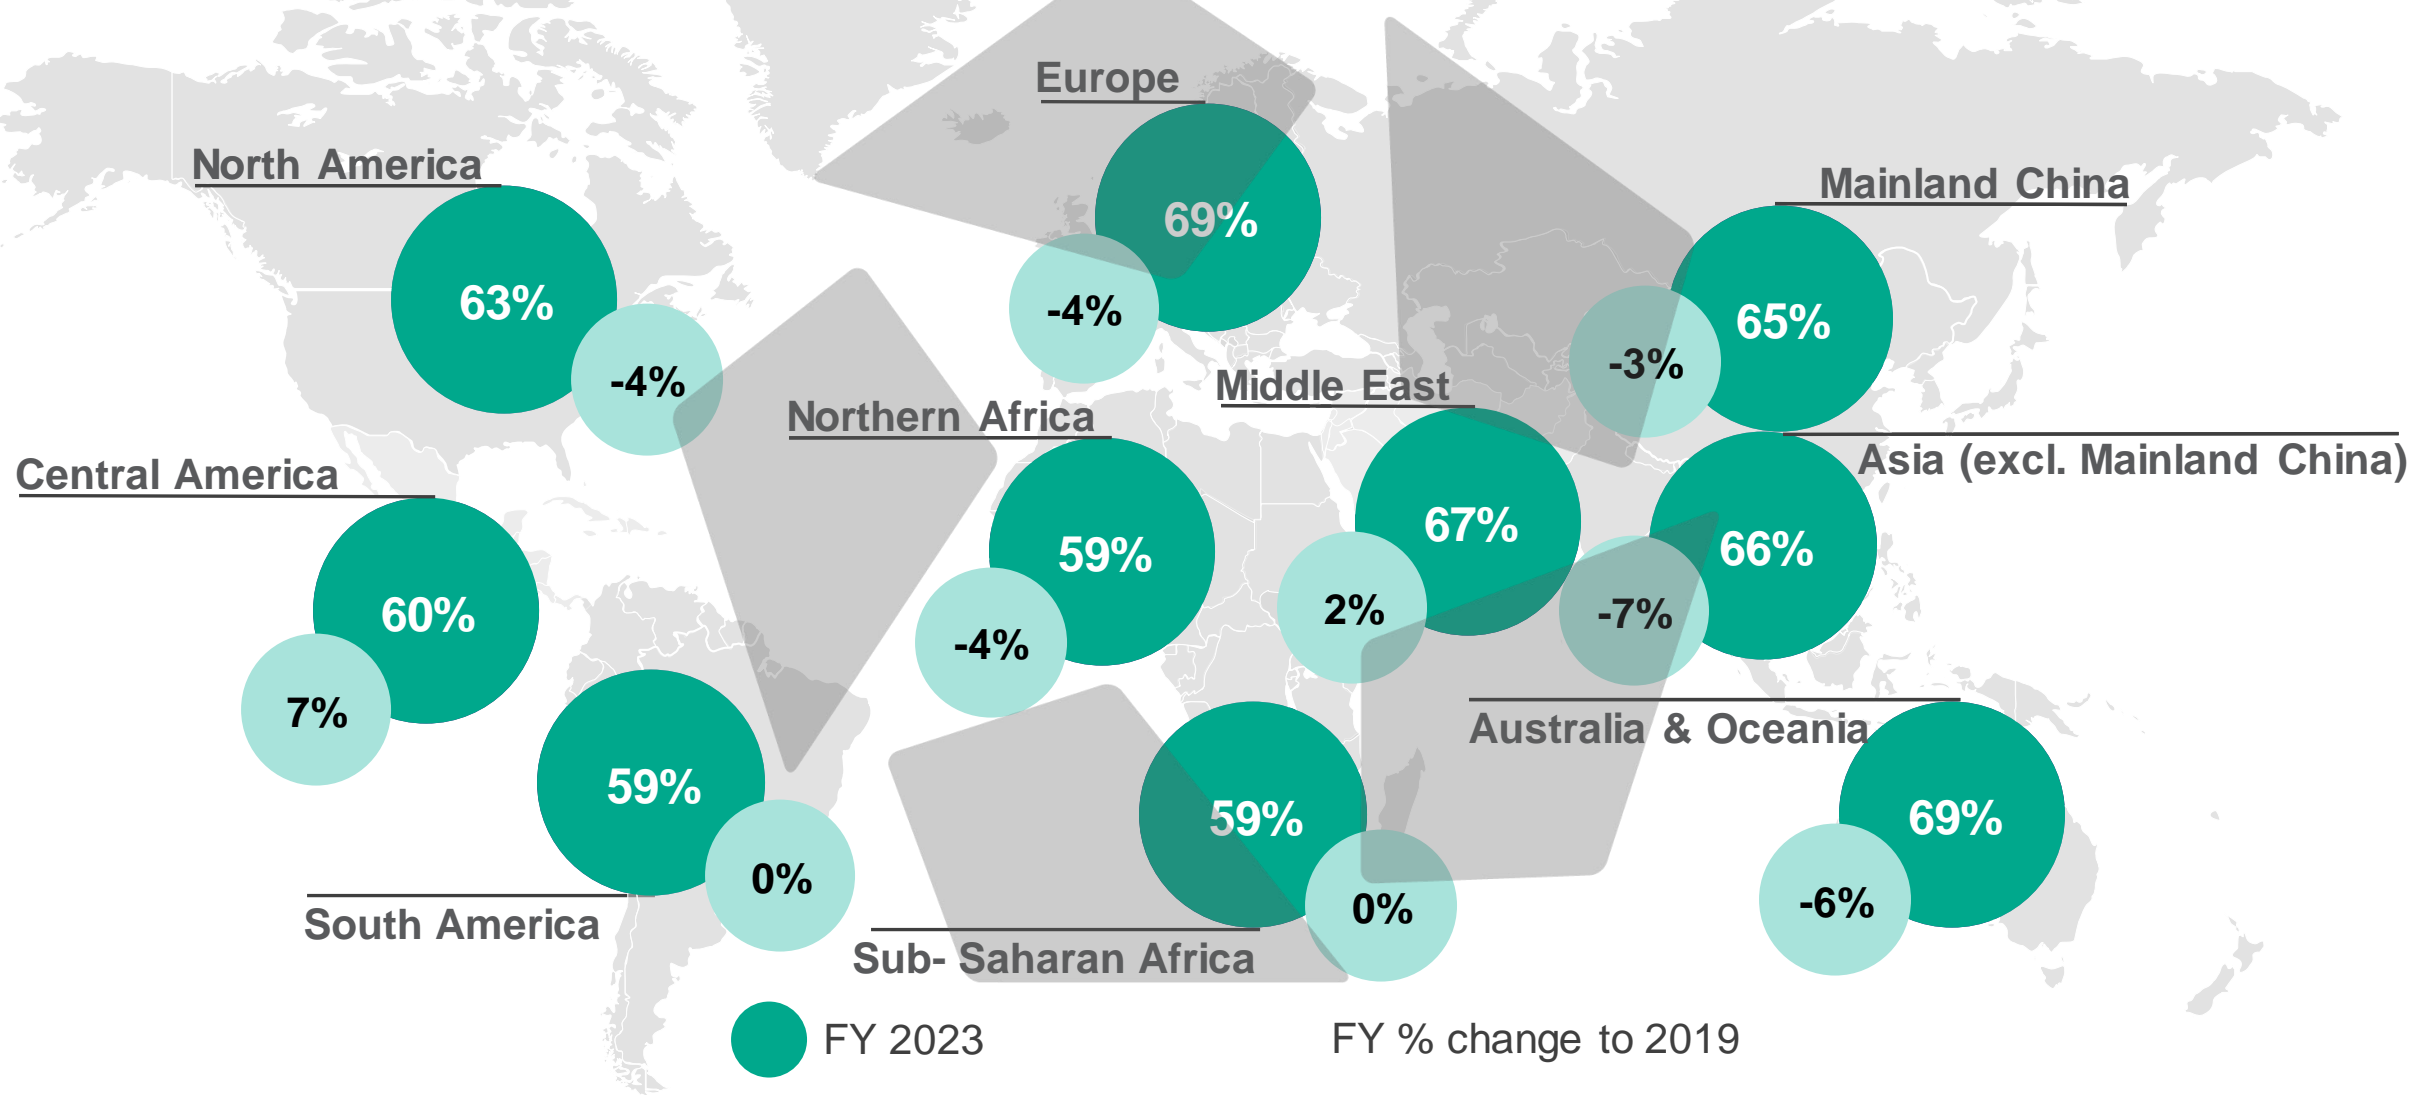 Europe
69%
-4%
North America
63%
-4%
Mainland China
65%
-3%
Middle East
67%
2%
Northern Africa
59%
-4%
Asia (excl. Mainland China)
66%
-7%
Central America
60%
7%
South America
59%
0%
Sub- Saharan Africa
59%
0%
Australia & Oceania
69%
-6%
FY 2023
FY % change to 2019